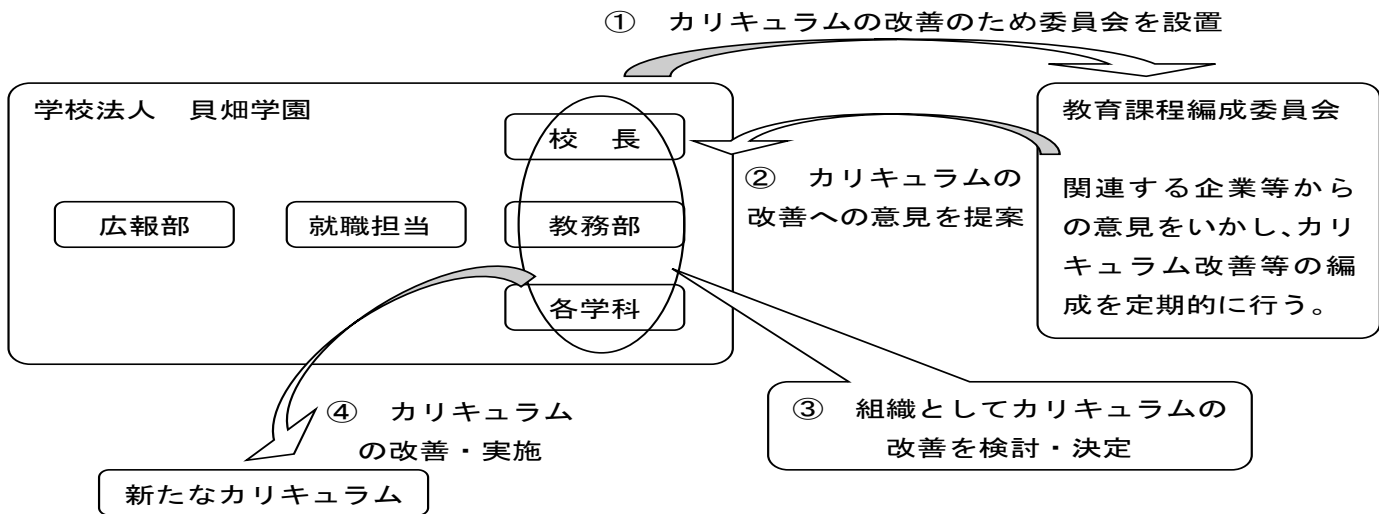 ① カリキュラムの改善のため委員会を設置
学校法人 貝畑学園
校 長
広報部
就職担当
教務部
各学科
② カリキュラムの
改善への意見を提案
教育課程編成委員会
関連する企業等から
の意見をいかし、カリ
キュラム改善等の編
成を定期的に行う。
③ 組織としてカリキュラムの
改善を検討・決定
④ カリキュラム
の改善・実施
新たなカリキュラム